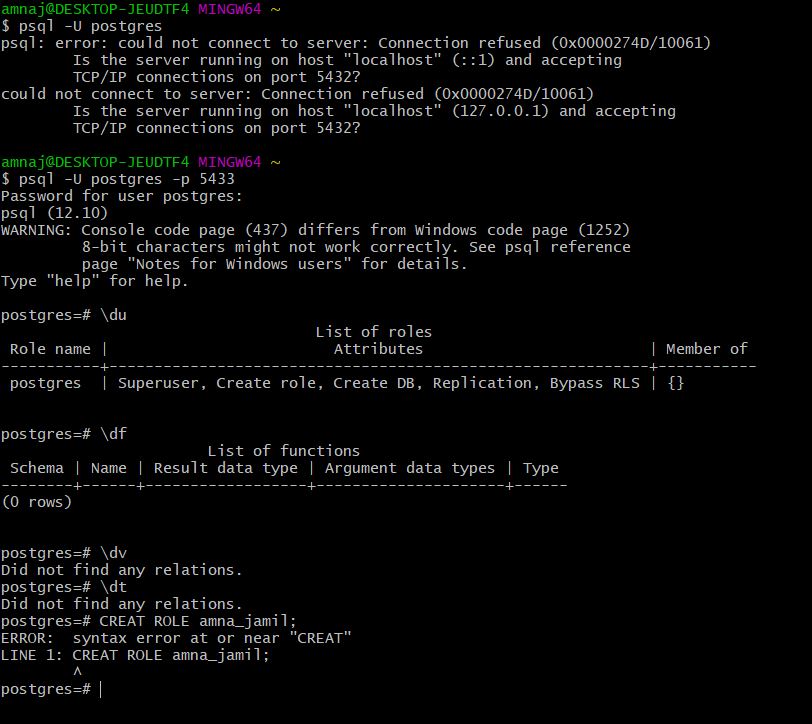 amnaj@DESKTOP-JEUDTF4 MINGW64 ~
$ psql -U postgres
psql: error: could not connect to server: Connection refused (0x0000274D/10061)
        Is the server running on host "localhost" (::1) and accepting
        TCP/IP connections on port 5432?
could not connect to server: Connection refused (0x0000274D/10061)
        Is the server running on host "localhost" (127.0.0.1) and accepting
        TCP/IP connections on port 5432?

amnaj@DESKTOP-JEUDTF4 MINGW64 ~
$ psql -U postgres -p 5433
Password for user postgres:
psql (12.10)
WARNING: Console code page (437) differs from Windows code page (1252)
         8-bit characters might not work correctly. See psql reference
         page "Notes for Windows users" for details.
Type "help" for help.

postgres=# \du
                                   List of roles
 Role name |                         Attributes                         | Member of
-----------+------------------------------------------------------------+-----------
 postgres  | Superuser, Create role, Create DB, Replication, Bypass RLS | {}


postgres=# \df
                       List of functions
 Schema | Name | Result data type | Argument data types | Type
--------+------+------------------+---------------------+------
(0 rows)


postgres=# \dv
Did not find any relations.
postgres=# \dt
Did not find any relations.
postgres=# CREAT ROLE amna_jamil;
ERROR:  syntax error at or near "CREAT"
LINE 1: CREAT ROLE amna_jamil;
        ^
postgres=#